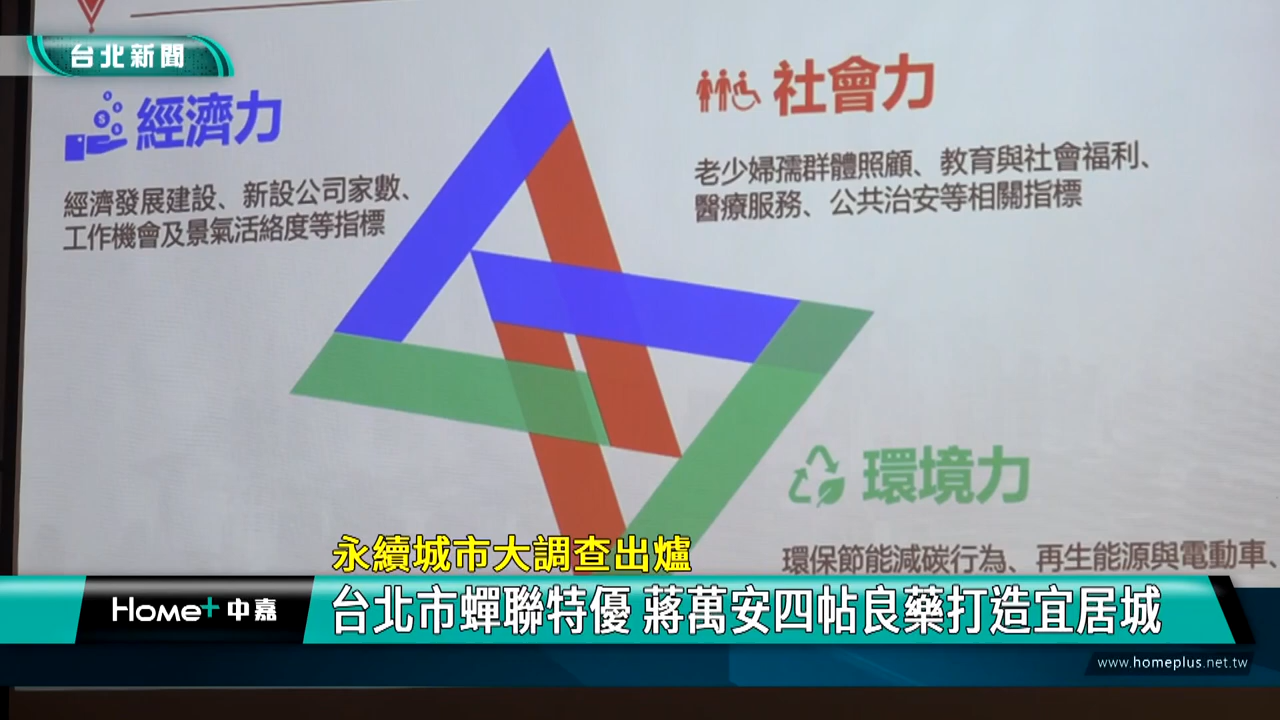 台北新聞
經濟力
經濟發展建設、新設公司家數、
工作機會及景氣活絡度等指標
社會力
老少婦孺群體照顧、教育與社會福利、
醫療服務、公共治安等相關指標
環境力
環保節能減碳行為、再生能源與電動車、
永續城市大調查出爐
Home+中嘉
台北市蟬聯特優 蔣萬安四帖良藥打造宜居城
www.homeplus.net.tw